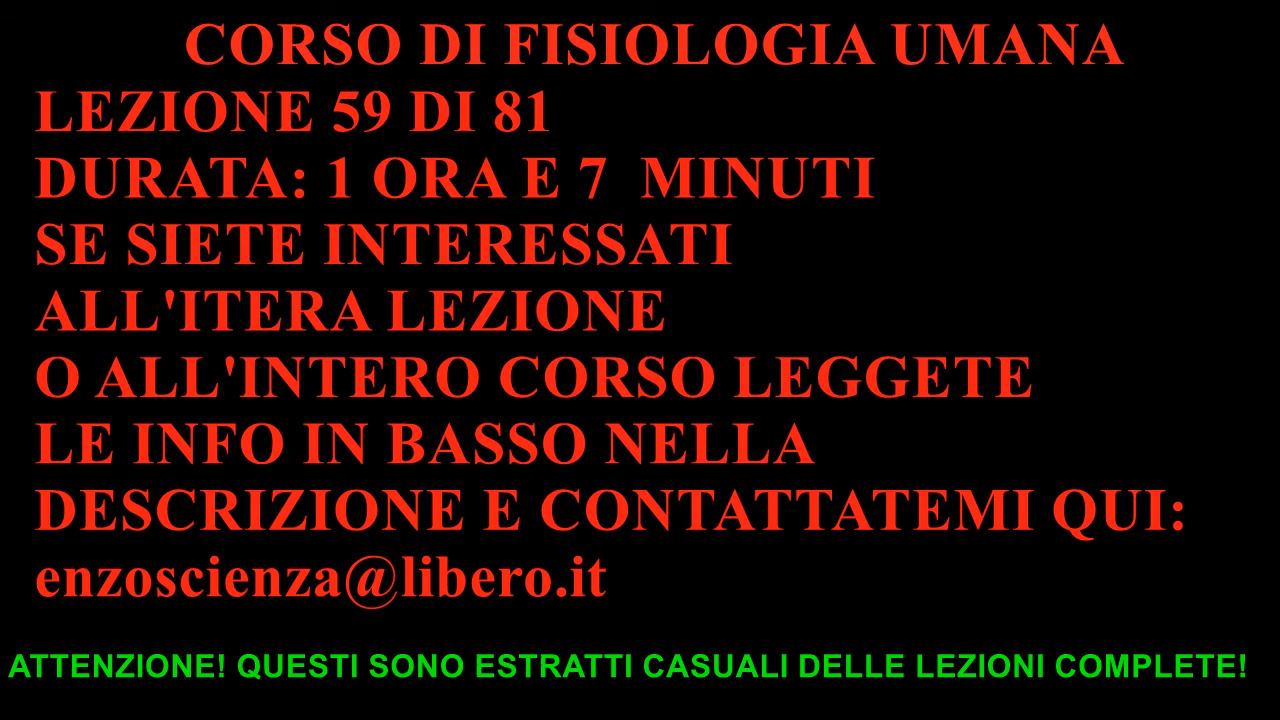 CORSO DI FISIOLOGIA UMANA
LEZIONE 59 DI 81
DURATA: 1 ORA E 7 MINUTI
SE SIETE INTERESSATI
ALL'ITERA LEZIONE
O ALL'INTERO CORSO LEGGETE
LE INFO IN BASSO NELLA
DESCRIZIONE E CONTATTATEMI QUI:
enzoscienza@libero.it
ATTENZIONE! QUESTI SONO ESTRATTI CASUALI DELLE LEZIONI COMPLETE!